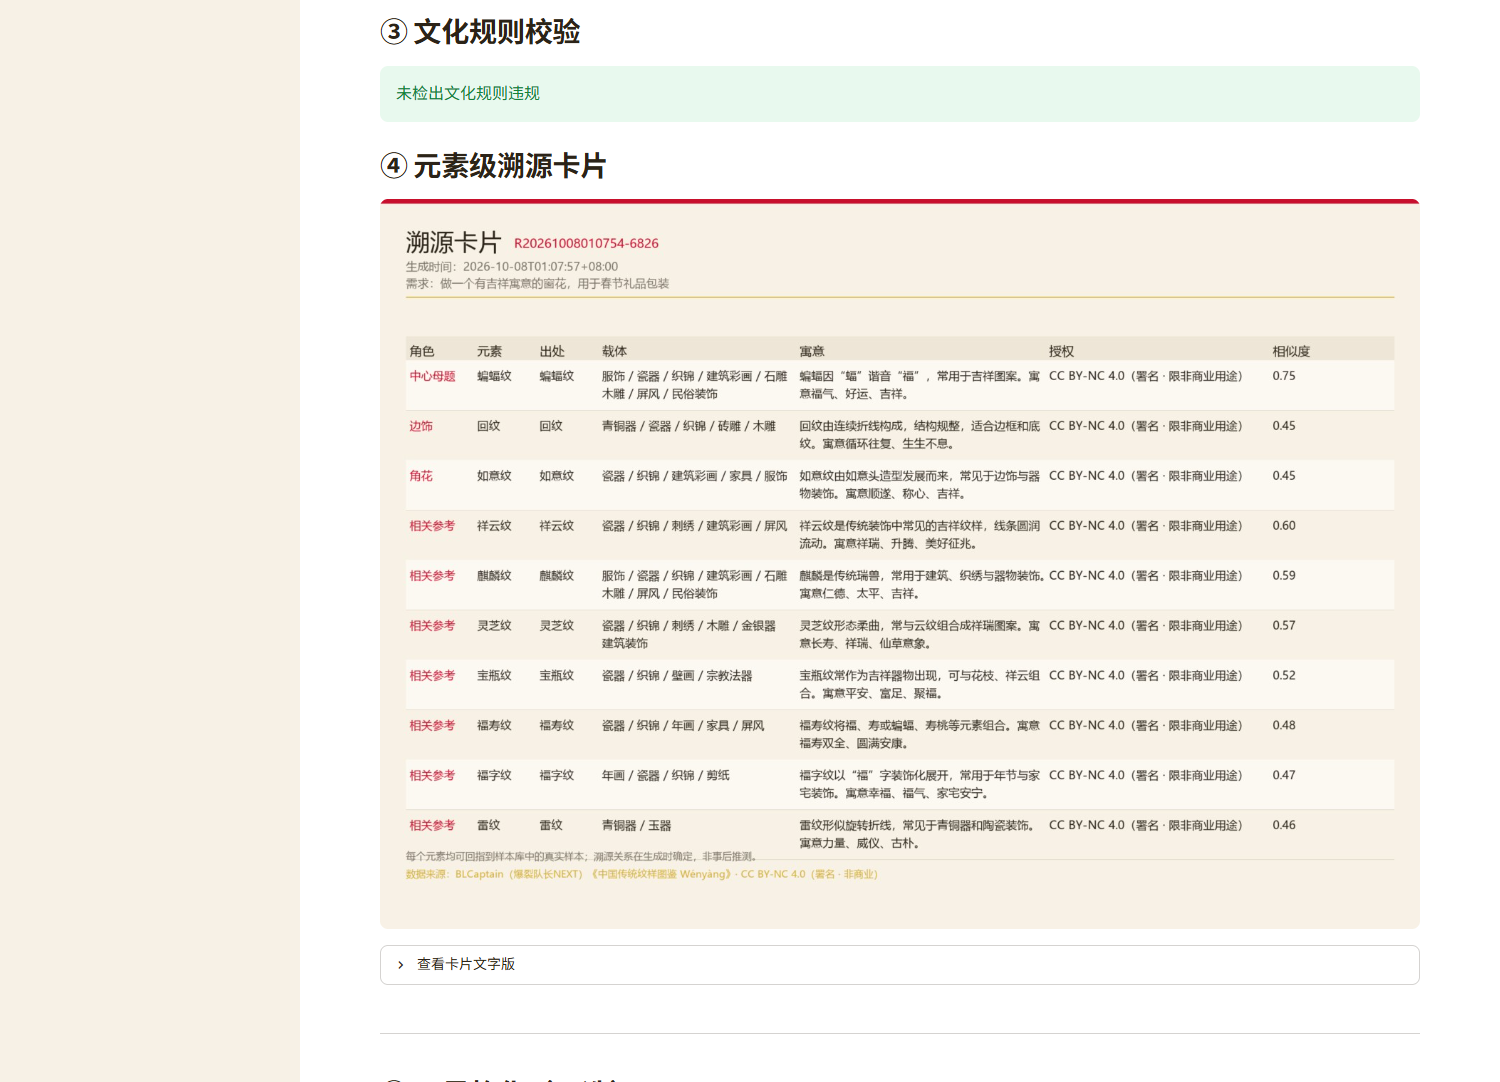 ③ 文化规则校验
未检出文化规则违规
④ 元素级溯源卡片
溯源卡片 R20261008010754-6826
生成时间：2026-10-08T01:07:57+08:00
需求：做一个有吉祥寓意的窗花，用于春节礼品包装
角色 元素 出处 载体 寓意 授权 相似度
中心母题 蝙蝠纹 蝙蝠纹 服饰 / 瓷器 / 织锦 / 建筑彩画 / 石雕 蝙蝠因“蝠”谐音“福”，常用于吉祥图案。寓 CC BY-NC 4.0（署名 · 限非商业用途） 0.75
木雕 / 屏风 / 民俗装饰 意福气、好运、吉祥。
边饰 回纹 回纹 青铜器 / 瓷器 / 织锦 / 砖雕 / 木雕 回纹由连续折线构成，结构规整，适合边框和底 CC BY-NC 4.0（署名 · 限非商业用途） 0.45
纹。寓意循环往复、生生不息。
角花 如意纹 如意纹 瓷器 / 织锦 / 建筑彩画 / 家具 / 服饰 如意纹由如意头造型发展而来，常见于边饰与器 CC BY-NC 4.0（署名 · 限非商业用途） 0.45
物装饰。寓意顺遂、称心、吉祥。
相关参考 祥云纹 祥云纹 瓷器 / 织锦 / 刺绣 / 建筑彩画 / 屏风 祥云纹是传统装饰中常见的吉祥纹样，线条圆润 CC BY-NC 4.0（署名 · 限非商业用途） 0.60
流动。寓意祥瑞、升腾、美好征兆。
相关参考 麒麟纹 麒麟纹 服饰 / 瓷器 / 织锦 / 建筑彩画 / 石雕 麒麟是传统瑞兽，常用于建筑、织绣与器物装饰。 CC BY-NC 4.0（署名 · 限非商业用途） 0.59
木雕 / 屏风 / 民俗装饰 寓意仁德、太平、吉祥。
相关参考 灵芝纹 灵芝纹 瓷器 / 织锦 / 刺绣 / 木雕 / 金银器 灵芝纹形态柔曲，常与云纹组合成祥瑞图案。寓 CC BY-NC 4.0（署名 · 限非商业用途） 0.57
建筑装饰 意长寿、祥瑞、仙草意象。
相关参考 宝瓶纹 宝瓶纹 瓷器 / 织锦 / 壁画 / 宗教法器 宝瓶纹常作为吉祥器物出现，可与花枝、祥云组 CC BY-NC 4.0（署名 · 限非商业用途） 0.52
合。寓意平安、富足、聚福。
相关参考 福寿纹 福寿纹 瓷器 / 织锦 / 年画 / 家具 / 屏风 福寿纹将福、寿或蝙蝠、寿桃等元素组合。寓意 CC BY-NC 4.0（署名 · 限非商业用途） 0.48
福寿双全、圆满安康。
相关参考 福字纹 福字纹 年画 / 瓷器 / 织锦 / 剪纸 福字纹以“福”字装饰化展开，常用于年节与家 CC BY-NC 4.0（署名 · 限非商业用途） 0.47
宅装饰。寓意幸福、福气、家宅安宁。
相关参考 雷纹 雷纹 青铜器 / 玉器 雷纹形似旋转折线，常见于青铜器和陶瓷装饰。 CC BY-NC 4.0（署名 · 限非商业用途） 0.46
寓意力量、威仪、古朴。
每个元素均可回指到样本库中的真实样本；溯源关系在生成时确定，非事后推测。
数据来源：BLCaptain（爆裂队长NEXT）《中国传统纹样图鉴 Wényàng》· CC BY-NC 4.0（署名 · 非商业）
查看卡片文字版